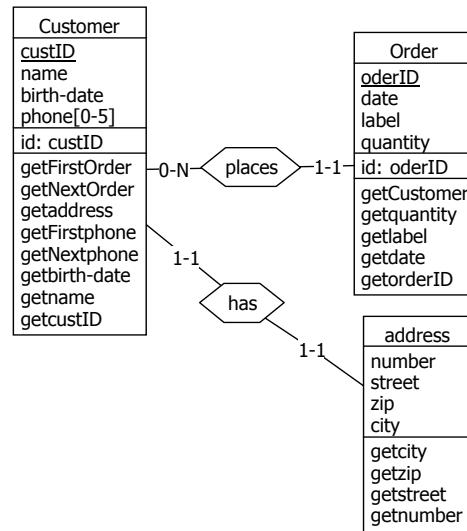 Customer
custID
name
birth-date
phone[0-5]
id: custID
getFirstOrder
getNextOrder
getaddress
getFirstphone
getNextphone
getbirth-date
getname
getcustID
0-N
places
1-1
Order
oderID
date
label
quantity
id: oderID
getCustomer
getquantity
getlabel
getdate
getorderID
1-1
has
1-1
address
number
street
zip
city
getcity
getzip
getstreet
getnumber